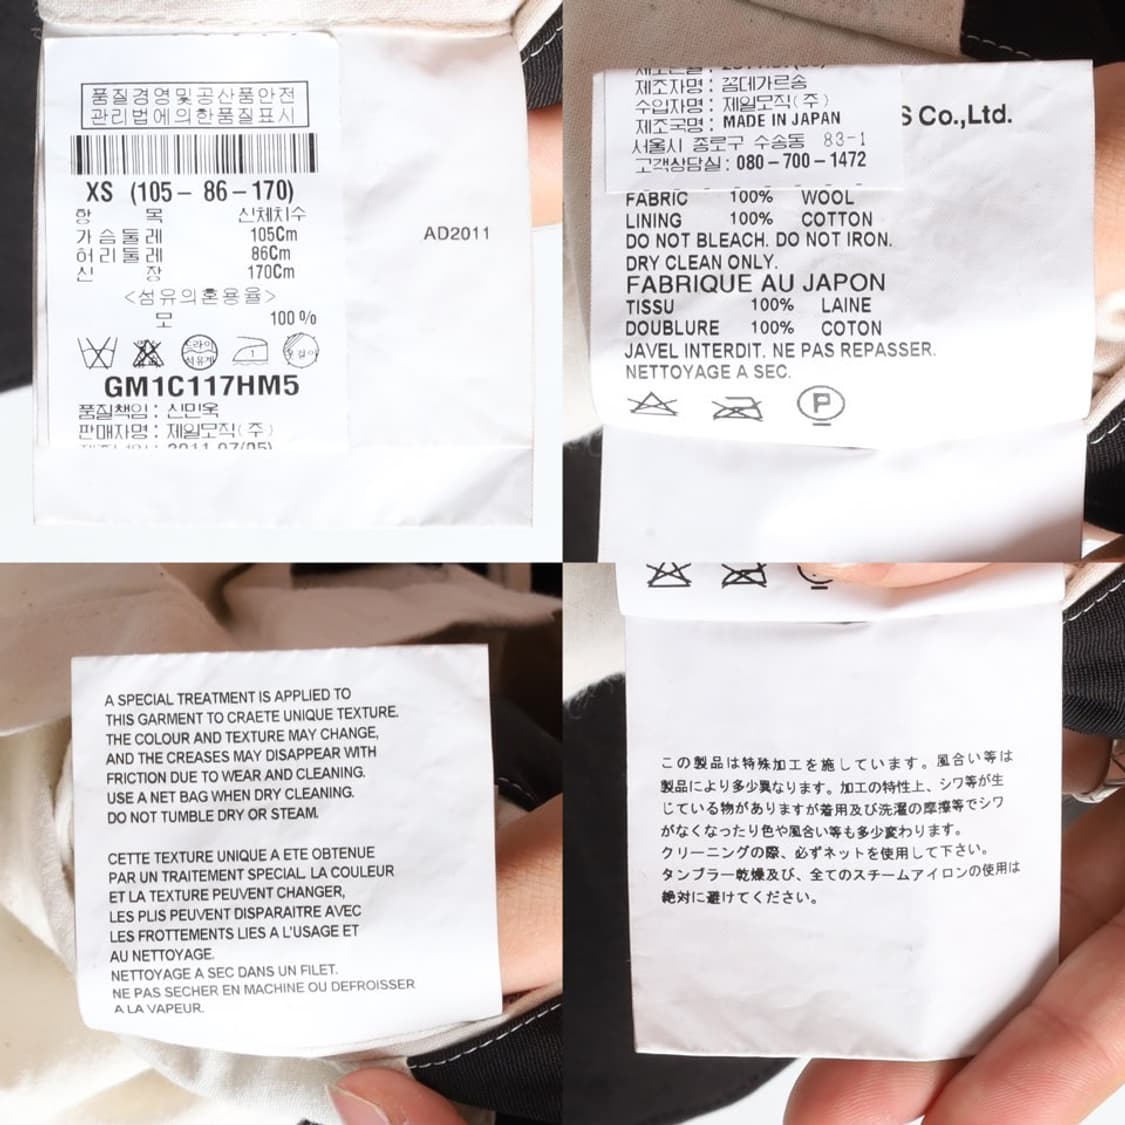 품질경영및공산품안전
관리법에의한품질표시
XS (105-86-170)
항 목 신체치수
가슴둘레 105Cm
허리둘레 86Cm
신 장 170Cm
<섬유의혼용율>
모 100%
드라이
석유계
옷걸이
GM1C117HM5
품질책임: 신민욱
판매자명: 제일모직(주)
2011.07(05)
AD2011
제조자명: 꼼데가르송
수입자명: 제일모직(주)
제조국명: MADE IN JAPAN
서울시 종로구 수송동 83-1
고객상담실: 080-700-1472
S Co.,Ltd.
FABRIC 100% WOOL
LINING 100% COTTON
DO NOT BLEACH. DO NOT IRON.
DRY CLEAN ONLY.
FABRIQUE AU JAPON
TISSU 100% LAINE
DOUBLURE 100% COTON
JAVEL INTERDIT. NE PAS REPASSER.
NETTOYAGE A SEC.
P
A SPECIAL TREATMENT IS APPLIED TO
THIS GARMENT TO CRAETE UNIQUE TEXTURE.
THE COLOUR AND TEXTURE MAY CHANGE,
AND THE CREASES MAY DISAPPEAR WITH
FRICTION DUE TO WEAR AND CLEANING.
USE A NET BAG WHEN DRY CLEANING.
DO NOT TUMBLE DRY OR STEAM.
CETTE TEXTURE UNIQUE A ETE OBTENUE
PAR UN TRAITEMENT SPECIAL. LA COULEUR
ET LA TEXTURE PEUVENT CHANGER,
LES PLIS PEUVENT DISPARAITRE AVEC
LES FROTTEMENTS LIES A L'USAGE ET
AU NETTOYAGE.
NETTOYAGE A SEC DANS UN FILET.
NE PAS SECHER EN MACHINE OU DEFROISSER
A LA VAPEUR.
この製品は特殊加工を施しています。風合い等は
製品により多少異なります。加工の特性上、シワ等が生
じている物がありますが着用及び洗濯の摩擦等でシワ
がなくなったり色や風合い等も多少変わります。
クリーニングの際、必ずネットを使用して下さい。
タンブラー乾燥及び、全てのスチームアイロンの使用は
絶対に避けてください。